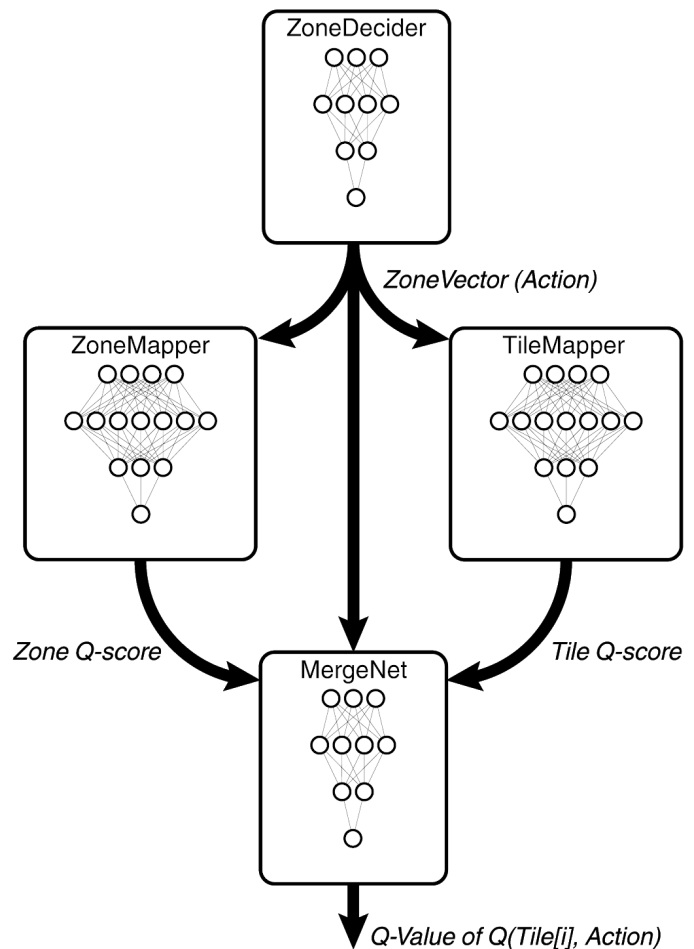 ZoneDecider
ZoneVector (Action)
ZoneMapper
TileMapper
Zone Q-score
Tile Q-score
MergeNet
Q-Value of Q(Tile[i], Action)